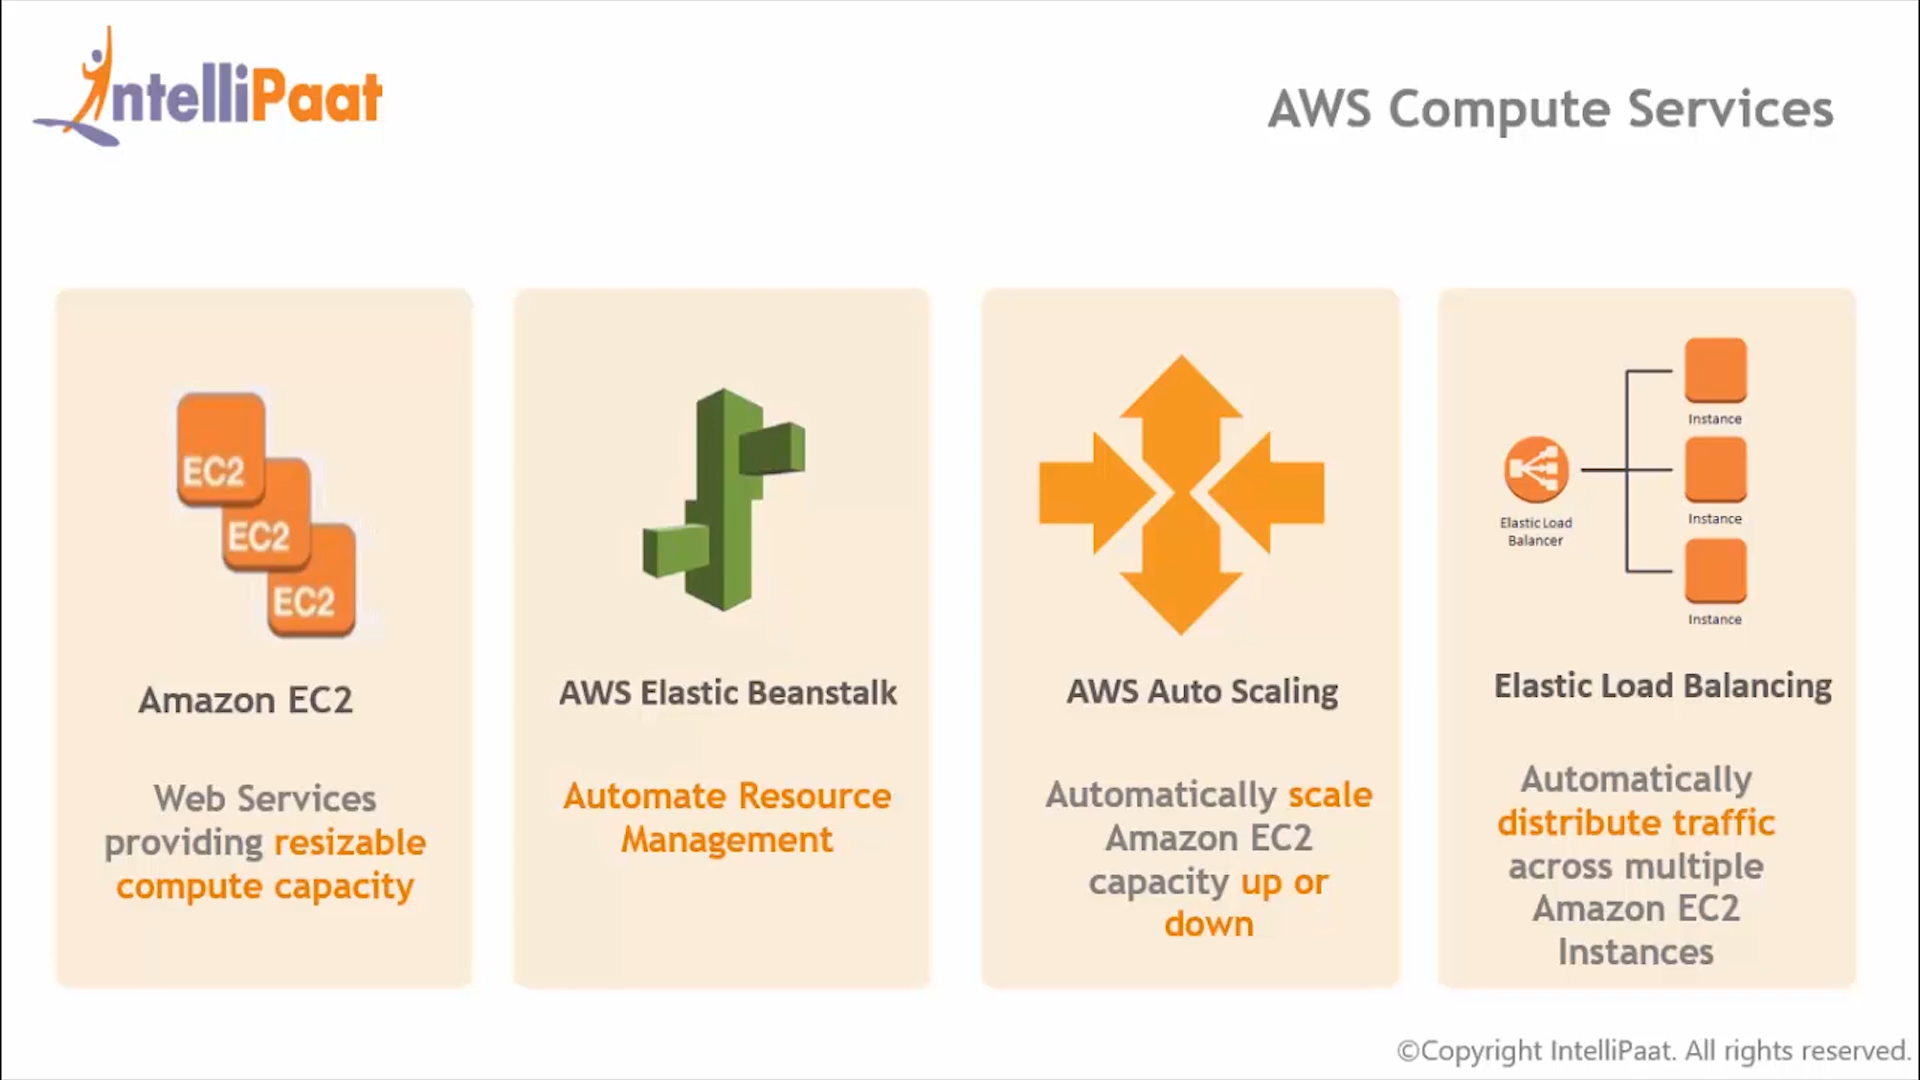 IntelliPaat
AWS Compute Services
EC2
EC2
EC2
Amazon EC2
Web Services
providing resizable
compute capacity
AWS Elastic Beanstalk
Automate Resource
Management
AWS Auto Scaling
Automatically scale
Amazon EC2
capacity up or
down
Instance
Elastic Load
Balancer
Instance
Instance
Elastic Load Balancing
Automatically
distribute traffic
across multiple
Amazon EC2
Instances
©Copyright IntelliPaat. All rights reserved.